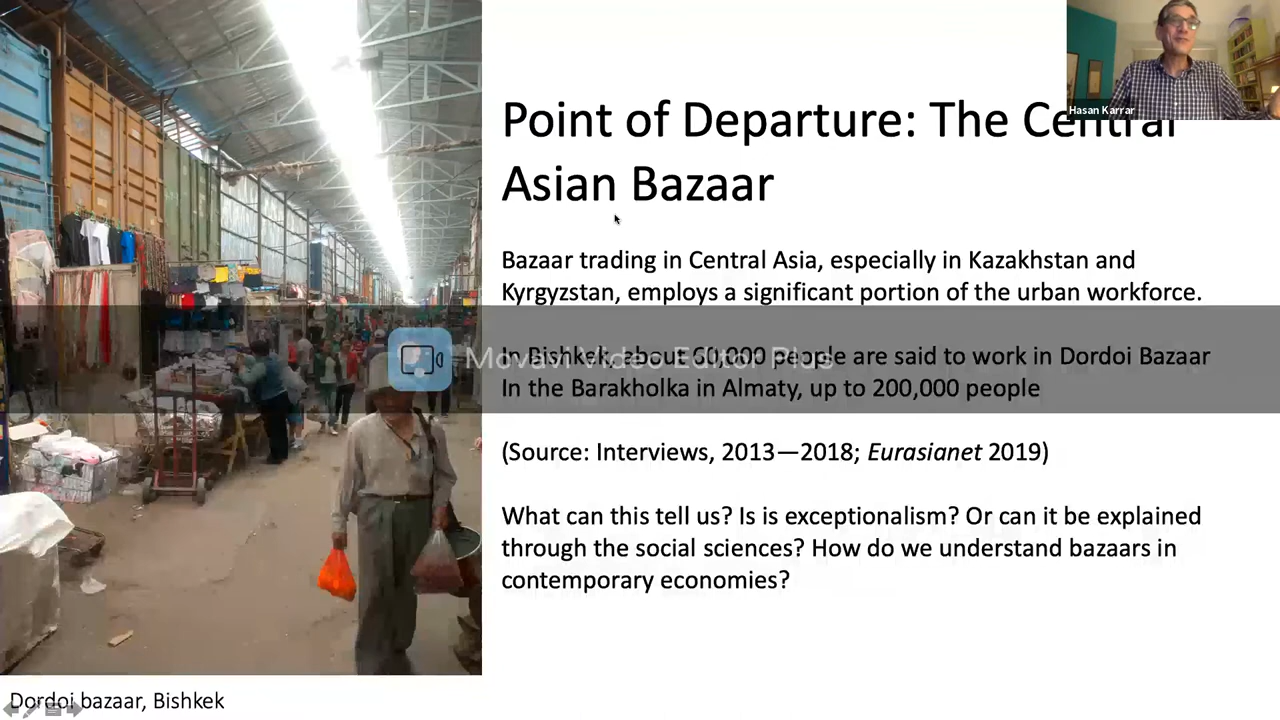 Hasan Karrar
Point of Departure: The Central
Asian Bazaar
Bazaar trading in Central Asia, especially in Kazakhstan and
Kyrgyzstan, employs a significant portion of the urban workforce.
In Bishkek, about 60,000 people are said to work in Dordoi Bazaar
Movavi Video Editor Plus
In the Barakholka in Almaty, up to 200,000 people
(Source: Interviews, 2013—2018; Eurasianet 2019)
What can this tell us? Is is exceptionalism? Or can it be explained
through the social sciences? How do we understand bazaars in
contemporary economies?
Dordoi bazaar, Bishkek